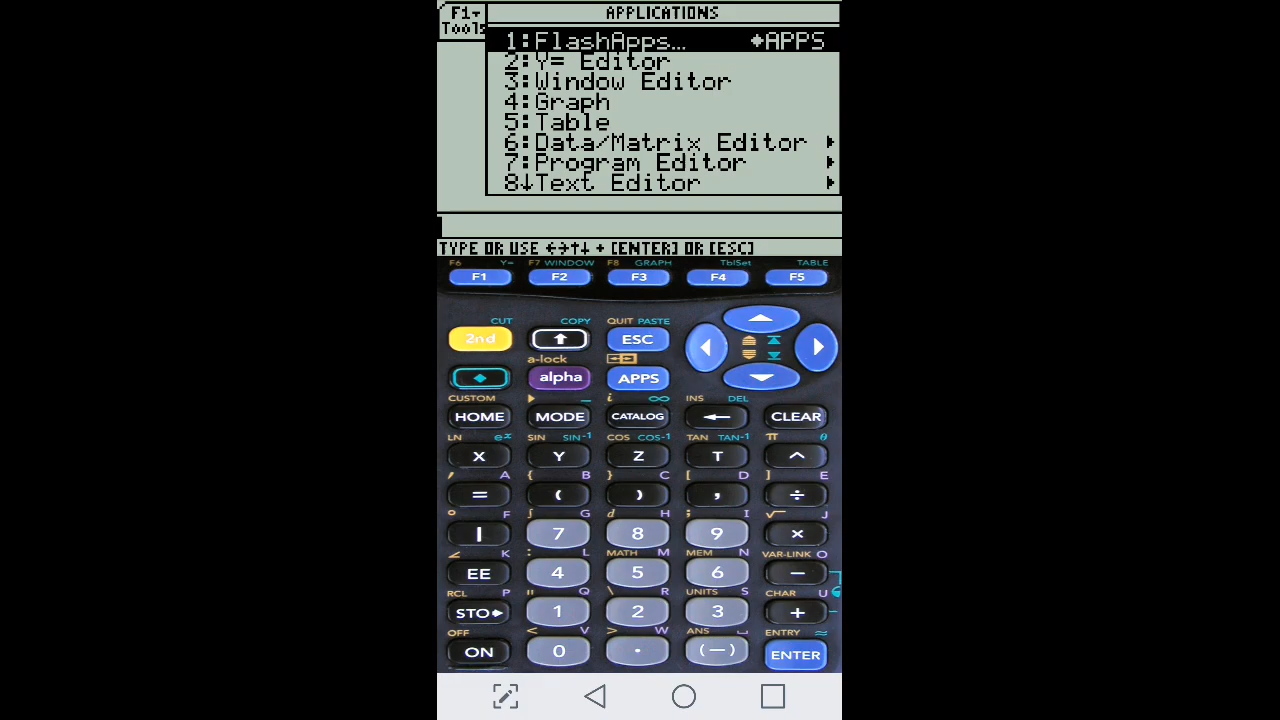 F1▾ APPLICATIONS
Tools
1:FlashApps… ◆APPS
2:Y= Editor
3:Window Editor
4:Graph
5:Table
6:Data/Matrix Editor ▸
7:Program Editor ▸
8↓Text Editor ▸
TYPE OR USE ←→↑↓ + [ENTER] OR [ESC]
F6 Y= F7 WINDOW F8 GRAPH TblSet TABLE
F1 F2 F3 F4 F5
CUT COPY QUIT PASTE
2nd ↑ ESC
a-lock
◆ alpha APPS
CUSTOM ▸ _ i ∞ INS DEL
HOME MODE CATALOG ← CLEAR
LN eˣ SIN SIN⁻¹ COS COS⁻¹ TAN TAN⁻¹ π θ
X Y Z T ^
′ A { B } C [ D ] E
= ( ) , ÷
° F ∫ G d H ; I √ J
| 7 8 9 ×
∠ K : L MATH M MEM N VAR-LINK O
EE 4 5 6 −
RCL P " Q \ R UNITS S CHAR U
STO▸ 1 2 3 +
OFF < V > W ANS ␣ ENTRY ≈
ON 0 . (−) ENTER